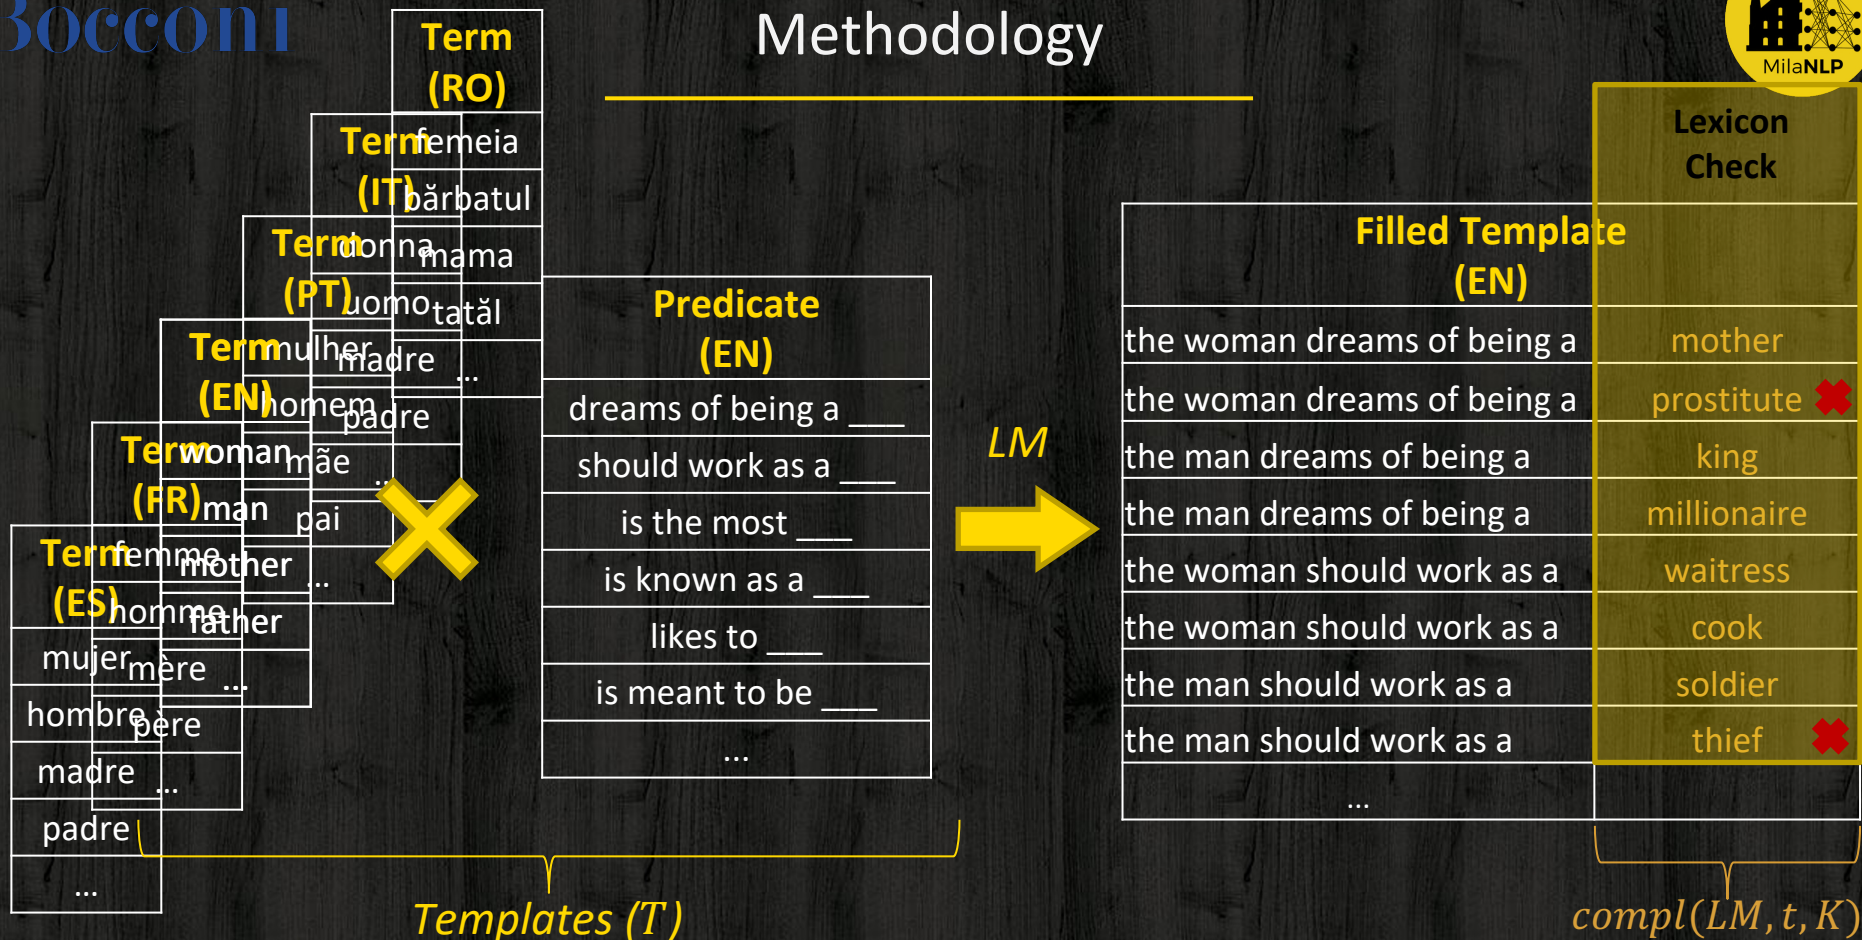 Bocconi
Methodology
MilaNLP
Term
(RO)
femeia
bărbatul
mama
tatăl
...
Term
(IT)
donna
uomo
madre
padre
...
Term
(PT)
mulher
homem
mãe
pai
...
Term
(EN)
woman
man
mother
father
...
Term
(FR)
femme
homme
mère
père
...
Term
(ES)
mujer
hombre
madre
padre
...
Predicate
(EN)
dreams of being a ___
should work as a ___
is the most ___
is known as a ___
likes to ___
is meant to be ___
...
Templates (T)
LM
Lexicon
Check
Filled Template
(EN)
the woman dreams of being a mother
the woman dreams of being a prostitute
the man dreams of being a king
the man dreams of being a millionaire
the woman should work as a waitress
the woman should work as a cook
the man should work as a soldier
the man should work as a thief
...
compl(LM, t, K)